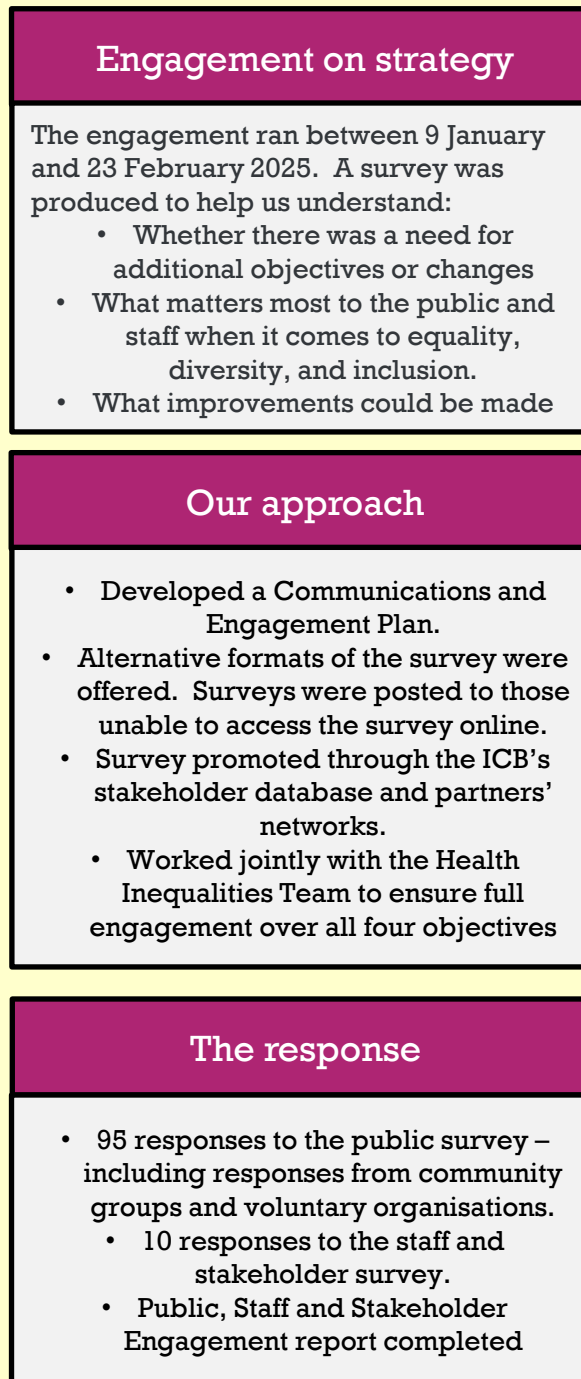 Engagement on strategy
The engagement ran between 9 January
and 23 February 2025.  A survey was
produced to help us understand:
• Whether there was a need for
additional objectives or changes
• What matters most to the public and
staff when it comes to equality,
diversity, and inclusion.
• What improvements could be made
Our approach
• Developed a Communications and
Engagement Plan.
• Alternative formats of the survey were
offered.  Surveys were posted to those
unable to access the survey online.
• Survey promoted through the ICB’s
stakeholder database and partners’
networks.
• Worked jointly with the Health
Inequalities Team to ensure full
engagement over all four objectives
The response
• 95 responses to the public survey –
including responses from community
groups and voluntary organisations.
• 10 responses to the staff and
stakeholder survey.
• Public, Staff and Stakeholder
Engagement report completed